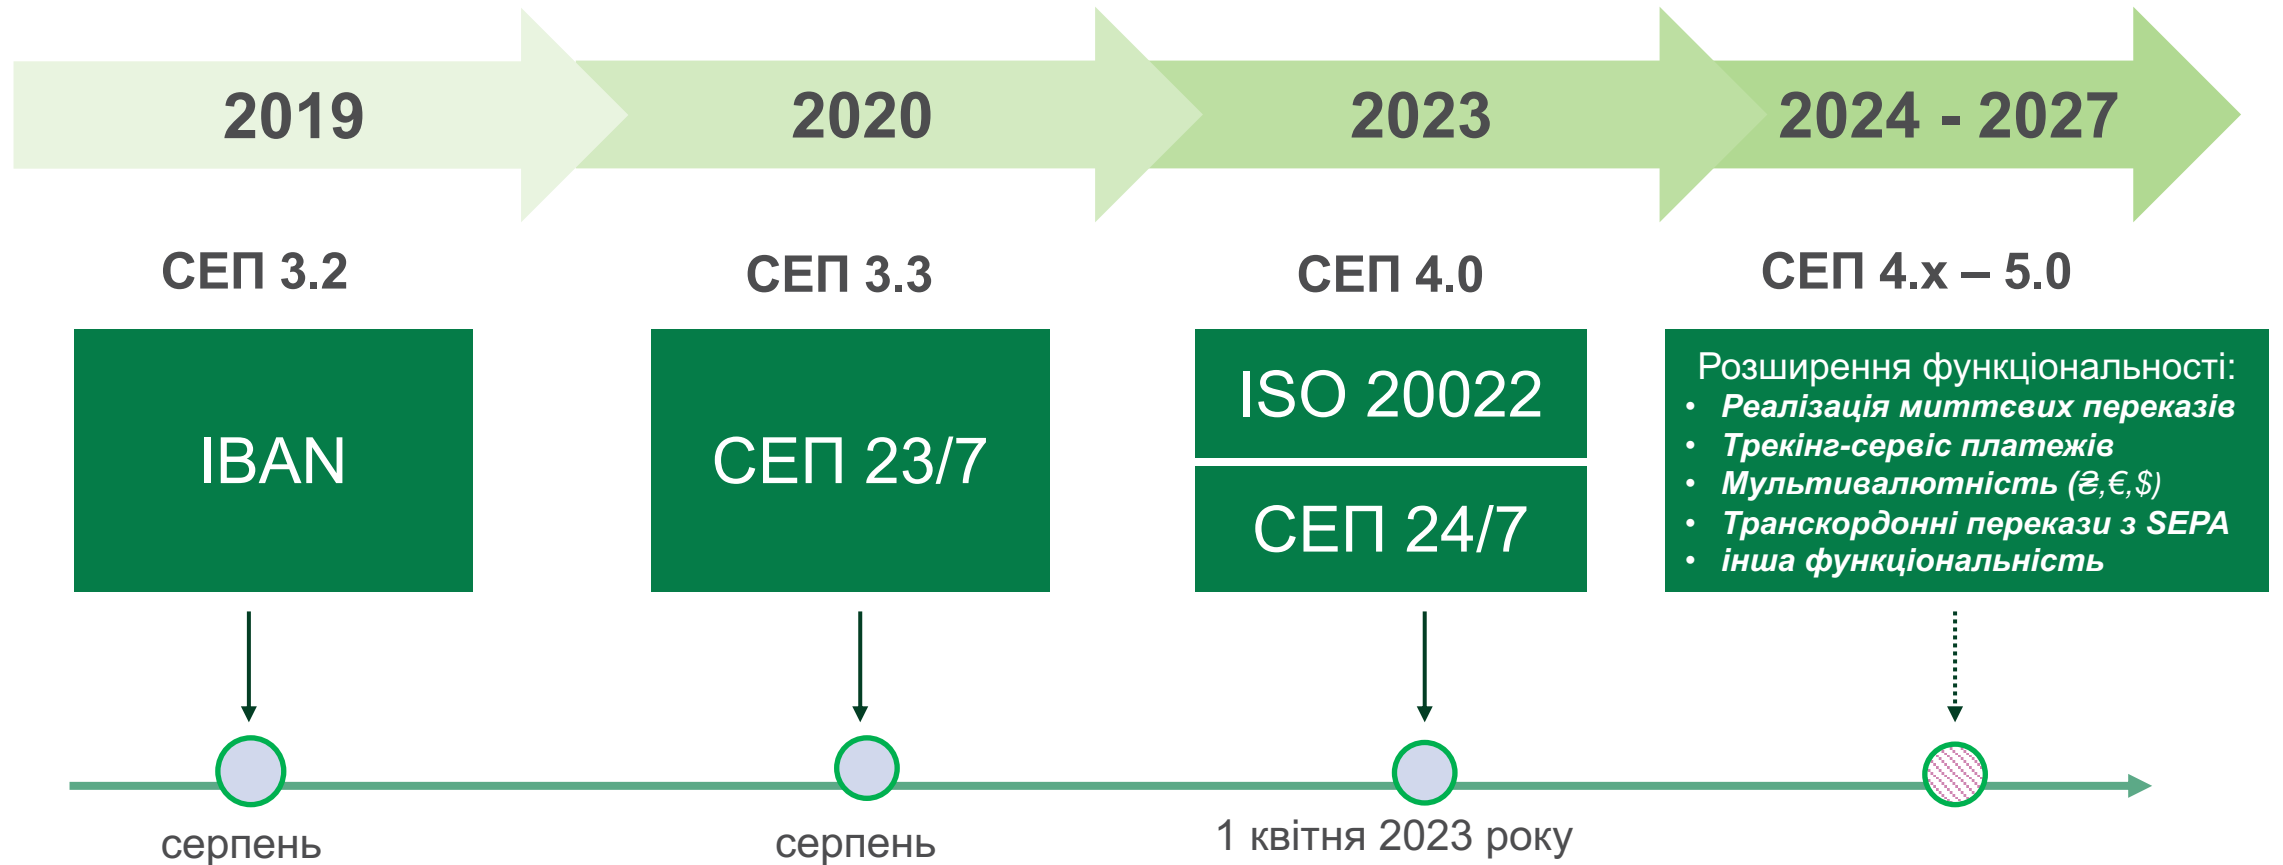 2019
2020
2023
2024 - 2027
СЕП 3.2
СЕП 3.3
СЕП 4.0
СЕП 4.x – 5.0
IBAN
СЕП 23/7
ISO 20022
СЕП 24/7
Розширення функціональності:
• Реалізація миттєвих переказів
• Трекінг-сервіс платежів
• Мультивалютність (₴,€,$)
• Транскордонні перекази з SEPA
• інша функціональність
серпень
серпень
1 квітня 2023 року